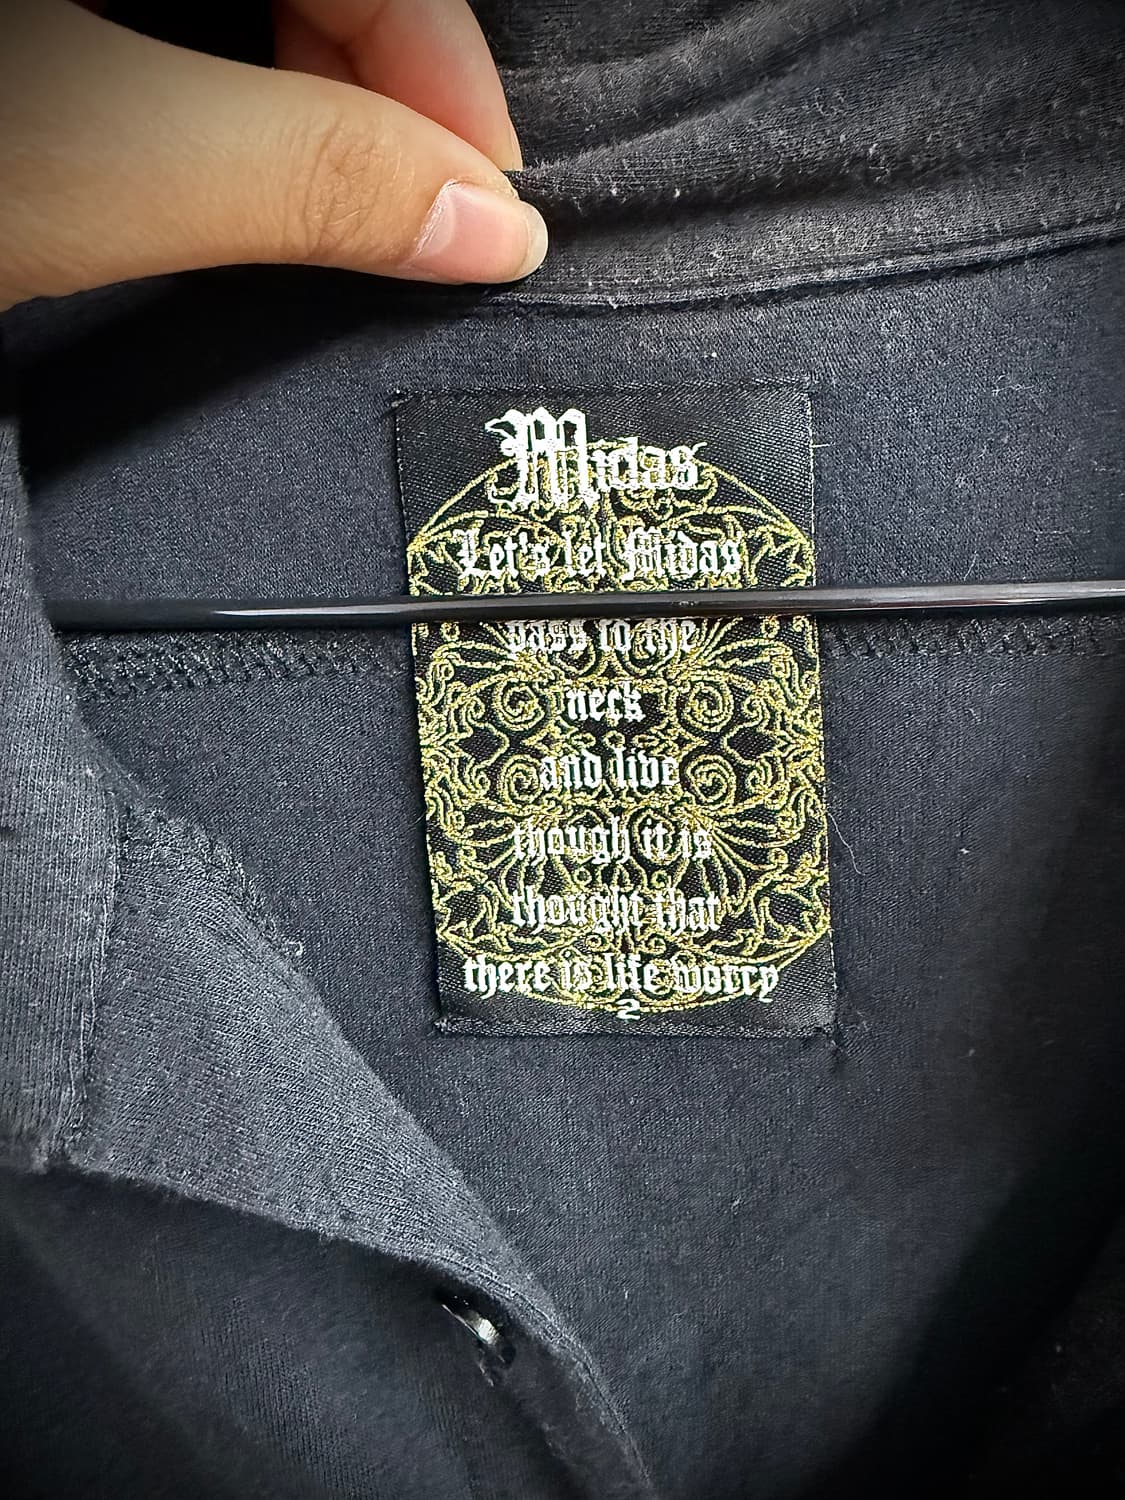 Midas
Let's let Midas
pass to the
neck
and live
though it is
thought that
there is life worry
2